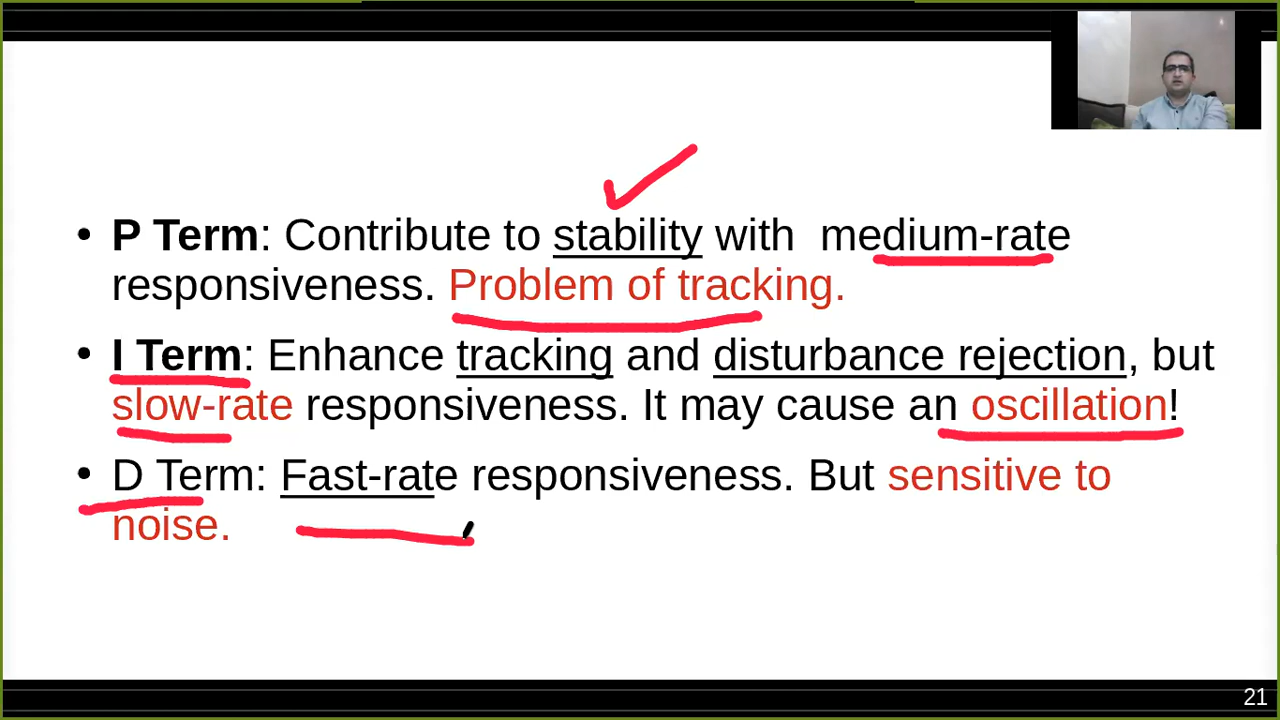 • P Term: Contribute to stability with medium-rate
responsiveness. Problem of tracking.
• I Term: Enhance tracking and disturbance rejection, but
slow-rate responsiveness. It may cause an oscillation!
• D Term: Fast-rate responsiveness. But sensitive to
noise.
21